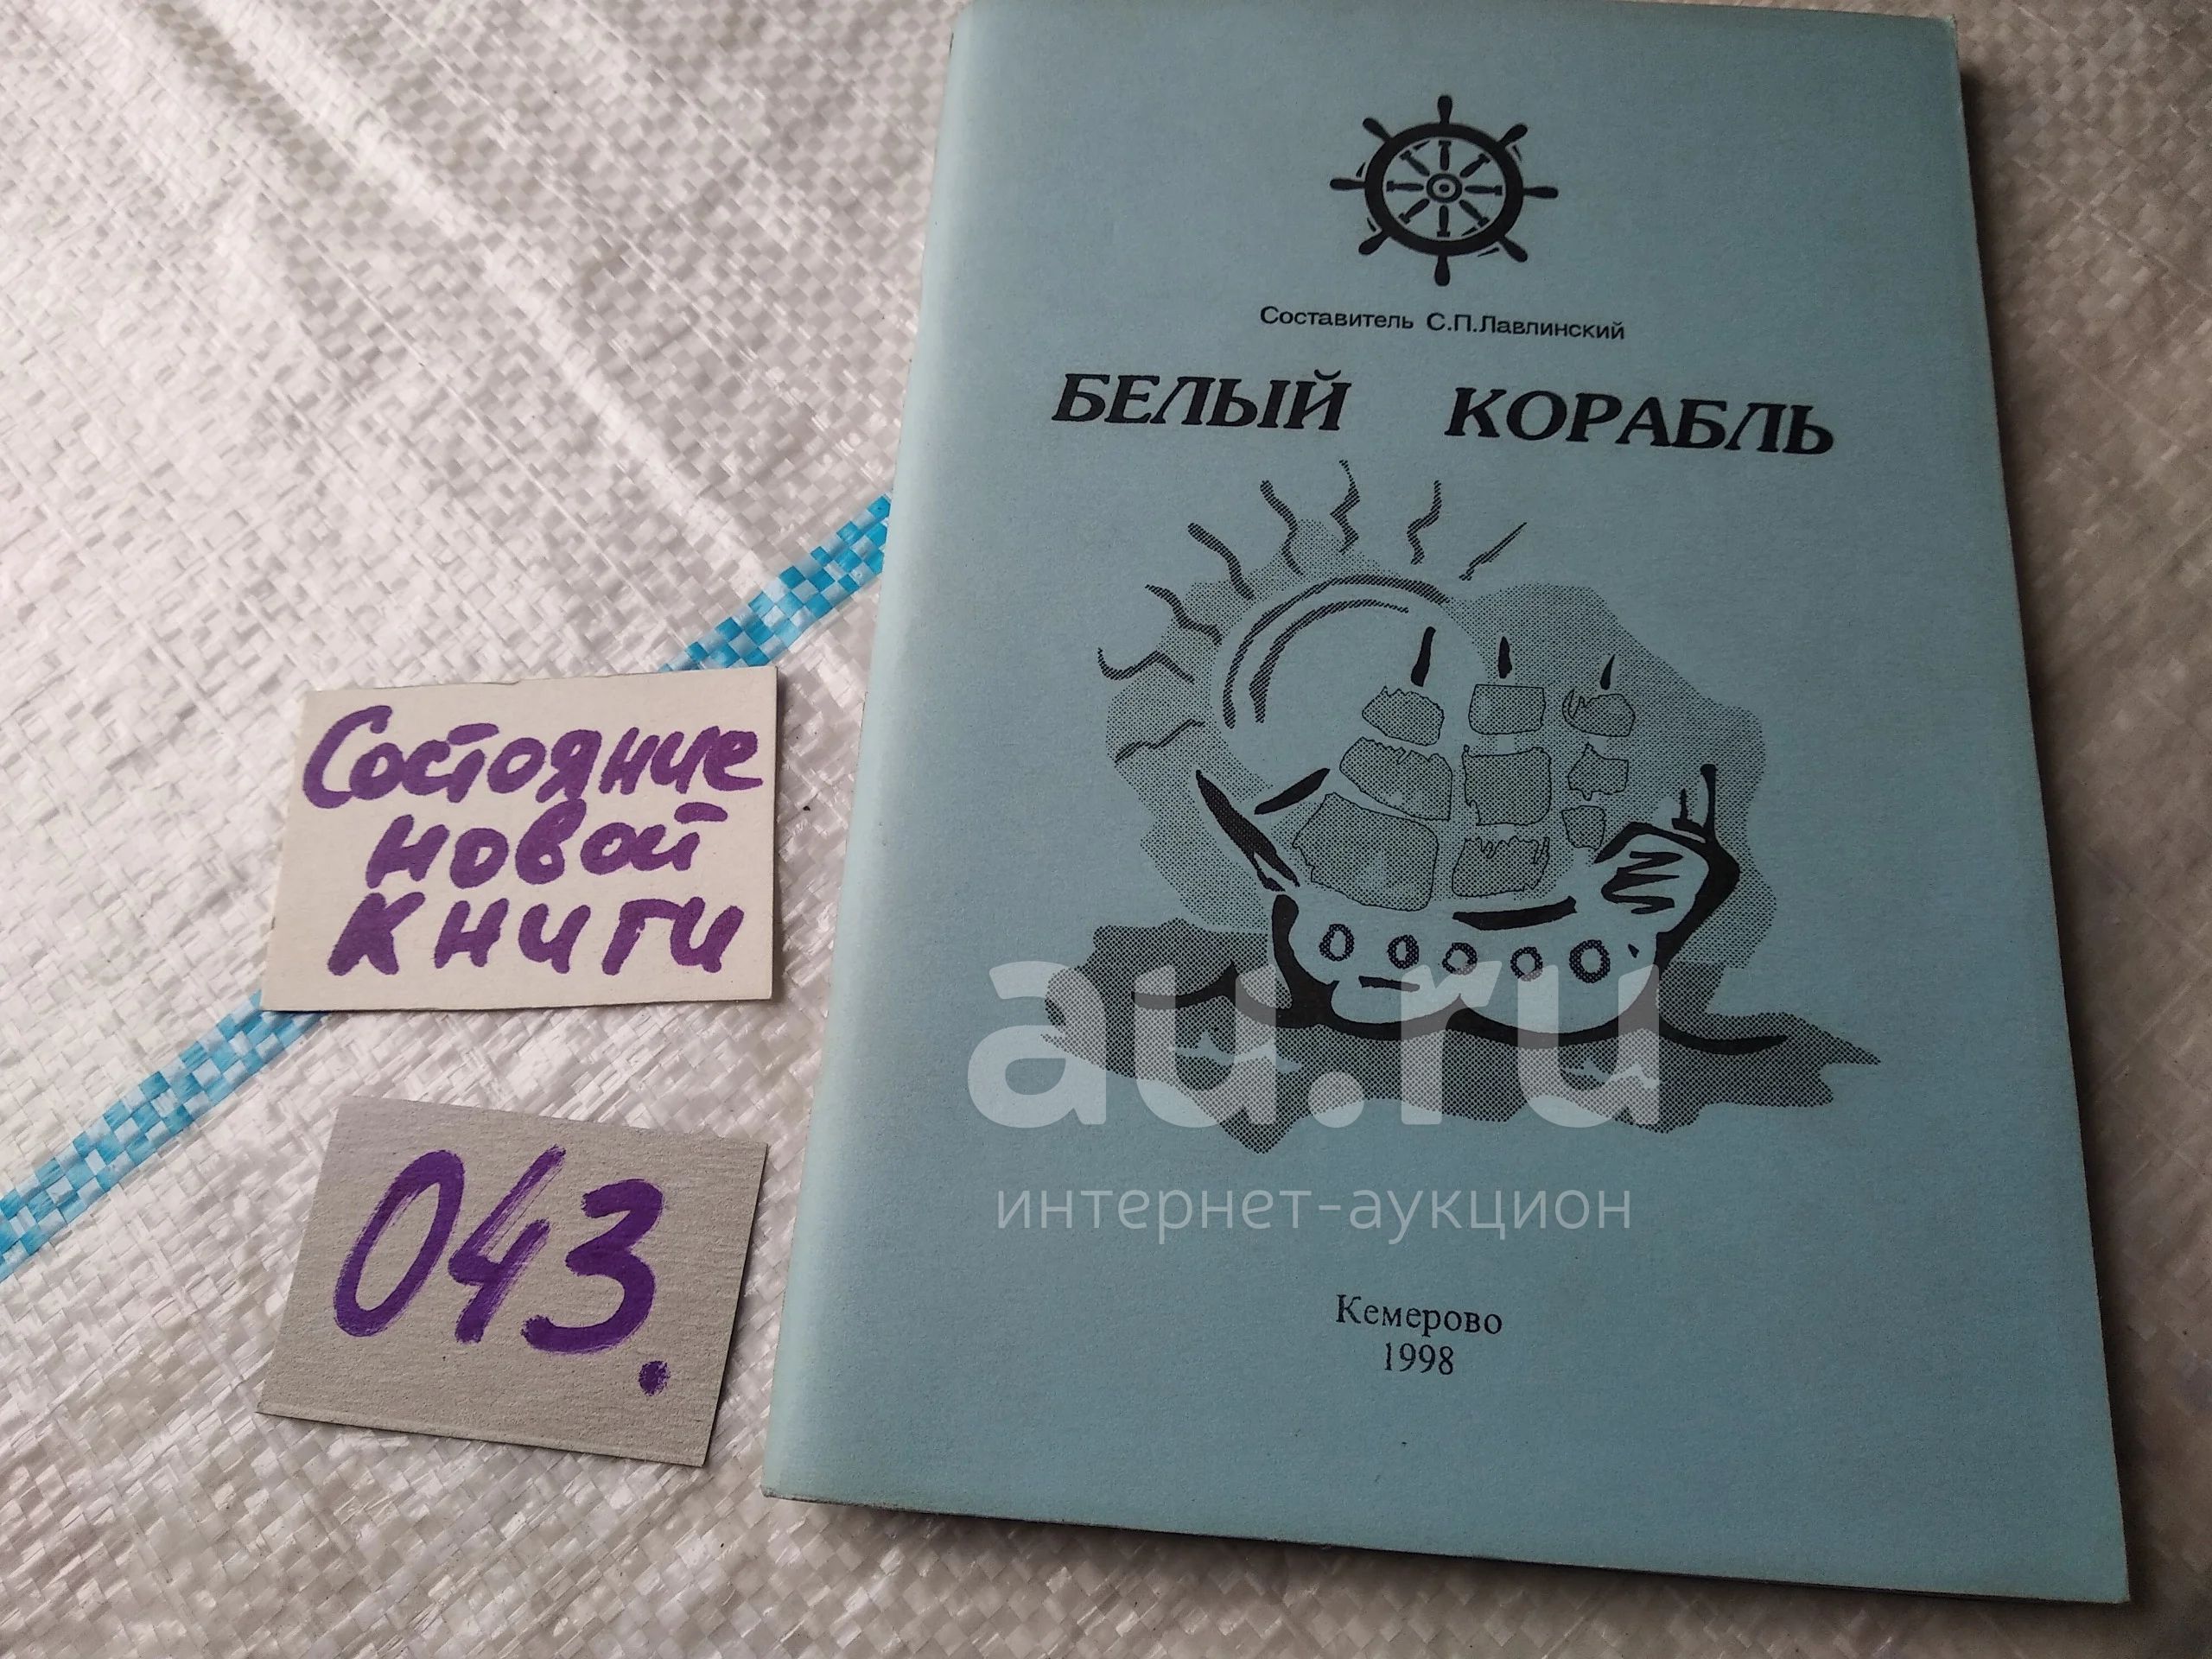 Составитель С.П.Лавлинский
БЕЛЫЙ КОРАБЛЬ
Состояние
новой
книги
043.
au.ru
интернет-аукцион
Кемерово
1998